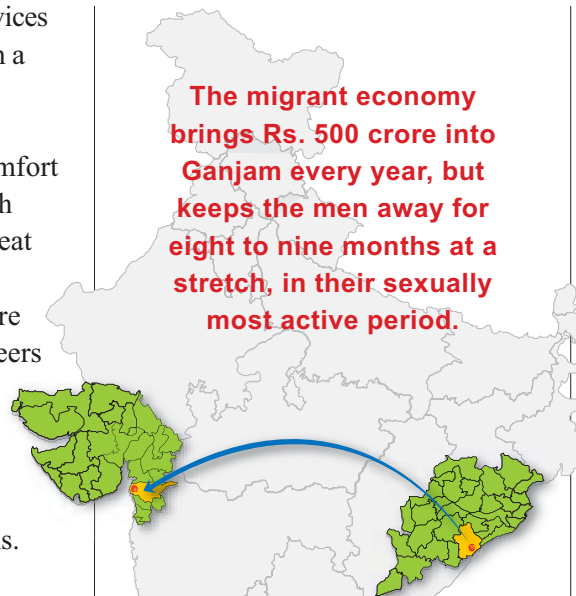 vices
a
The migrant economy
brings Rs. 500 crore into
Ganjam every year, but
keeps the men away for
eight to nine months at a
stretch, in their sexually
most active period.
mfort
eat
re
eers